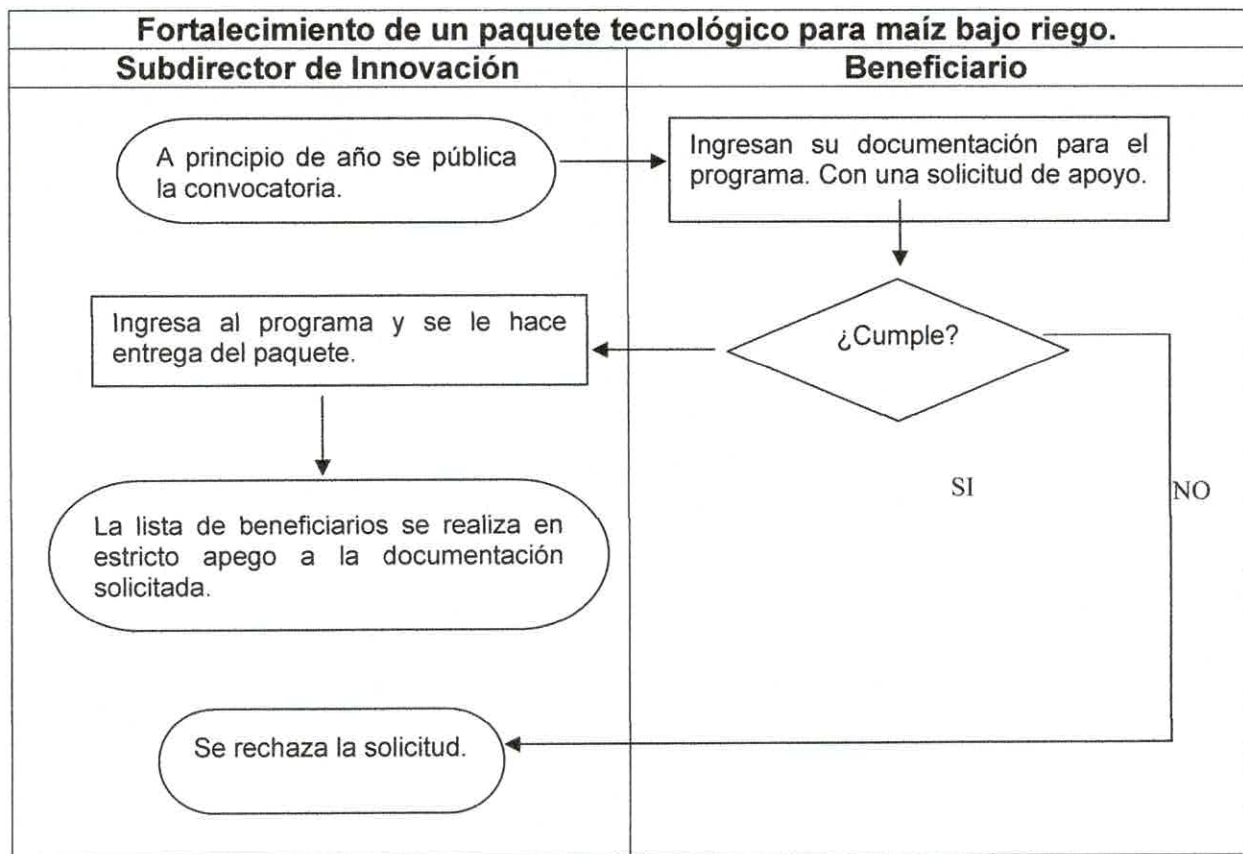 Fortalecimiento de un paquete tecnológico para maíz bajo riego.
Subdirector de Innovación
Beneficiario
A principio de año se pública
la convocatoria.
Ingresan su documentación para el
programa. Con una solicitud de apoyo.
¿Cumple?
Ingresa al programa y se le hace
entrega del paquete.
SI
NO
La lista de beneficiarios se realiza en
estricto apego a la documentación
solicitada.
Se rechaza la solicitud.